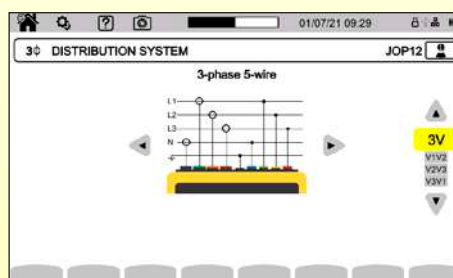 01/07/21 09:29
3ϕ DISTRIBUTION SYSTEM
JOP12
3-phase 5-wire
L1
L2
L3
N
3V
V1V2
V2V3
V3V1